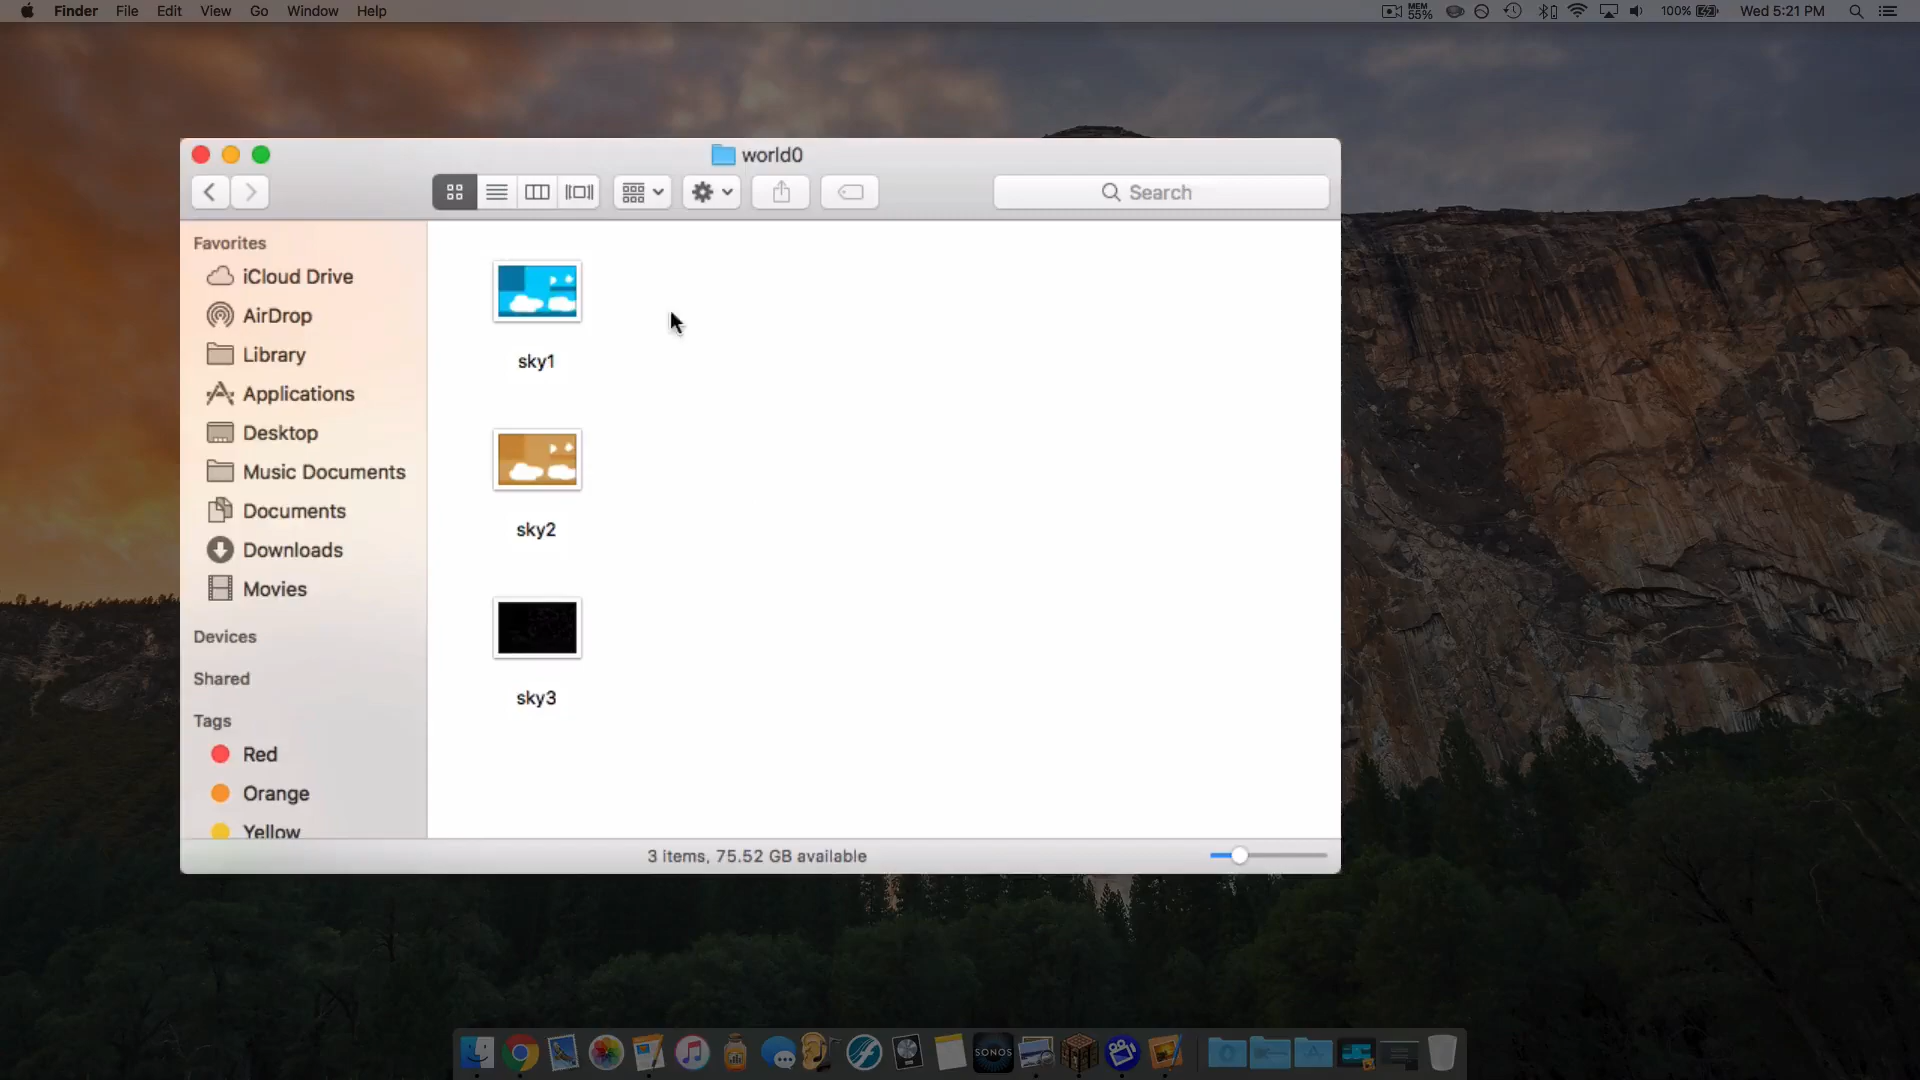 Finder File Edit View Go Window Help
MEM
55%
100%
Wed 5:21 PM
world0
Search
Favorites
iCloud Drive
AirDrop
Library
Applications
Desktop
Music Documents
Documents
Downloads
Movies
Devices
Shared
Tags
Red
Orange
Yellow
sky1
sky2
sky3
3 items, 75.52 GB available
SONOS